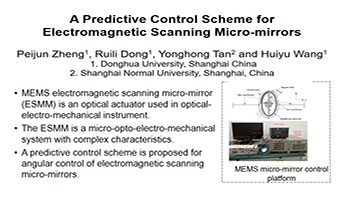 A Predictive Control Scheme for
Electromagnetic Scanning Micro-mirrors
Peijun Zheng¹, Ruili Dong¹, Yonghong Tan² and Huiyu Wang¹
1. Donghua University, Shanghai China
2. Shanghai Normal University, Shanghai, China
• MEMS electromagnetic scanning micro-mirror
(ESMM) is an optical actuator used in optical-
electro-mechanical instrument.
• The ESMM is a micro-opto-electro-mechanical
system with complex characteristics.
• A predictive control scheme is proposed for
angular control of electromagnetic scanning
micro-mirrors.
MEMS micro-mirror control
platform